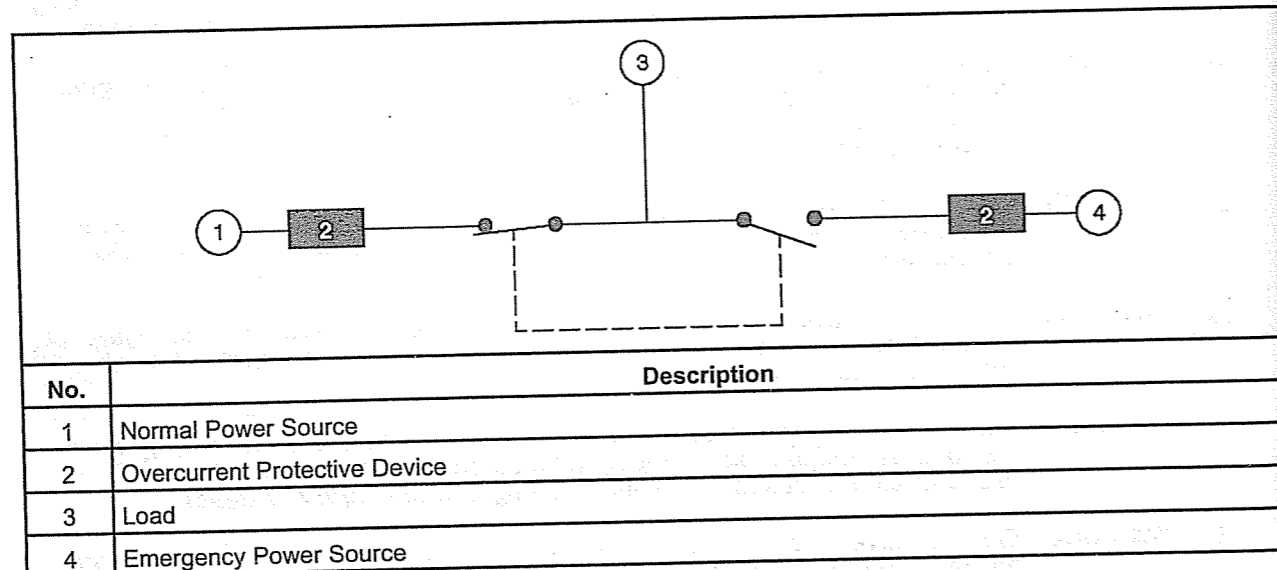 3
1 2 2 4
No. Description
1 Normal Power Source
2 Overcurrent Protective Device
3 Load
4 Emergency Power Source